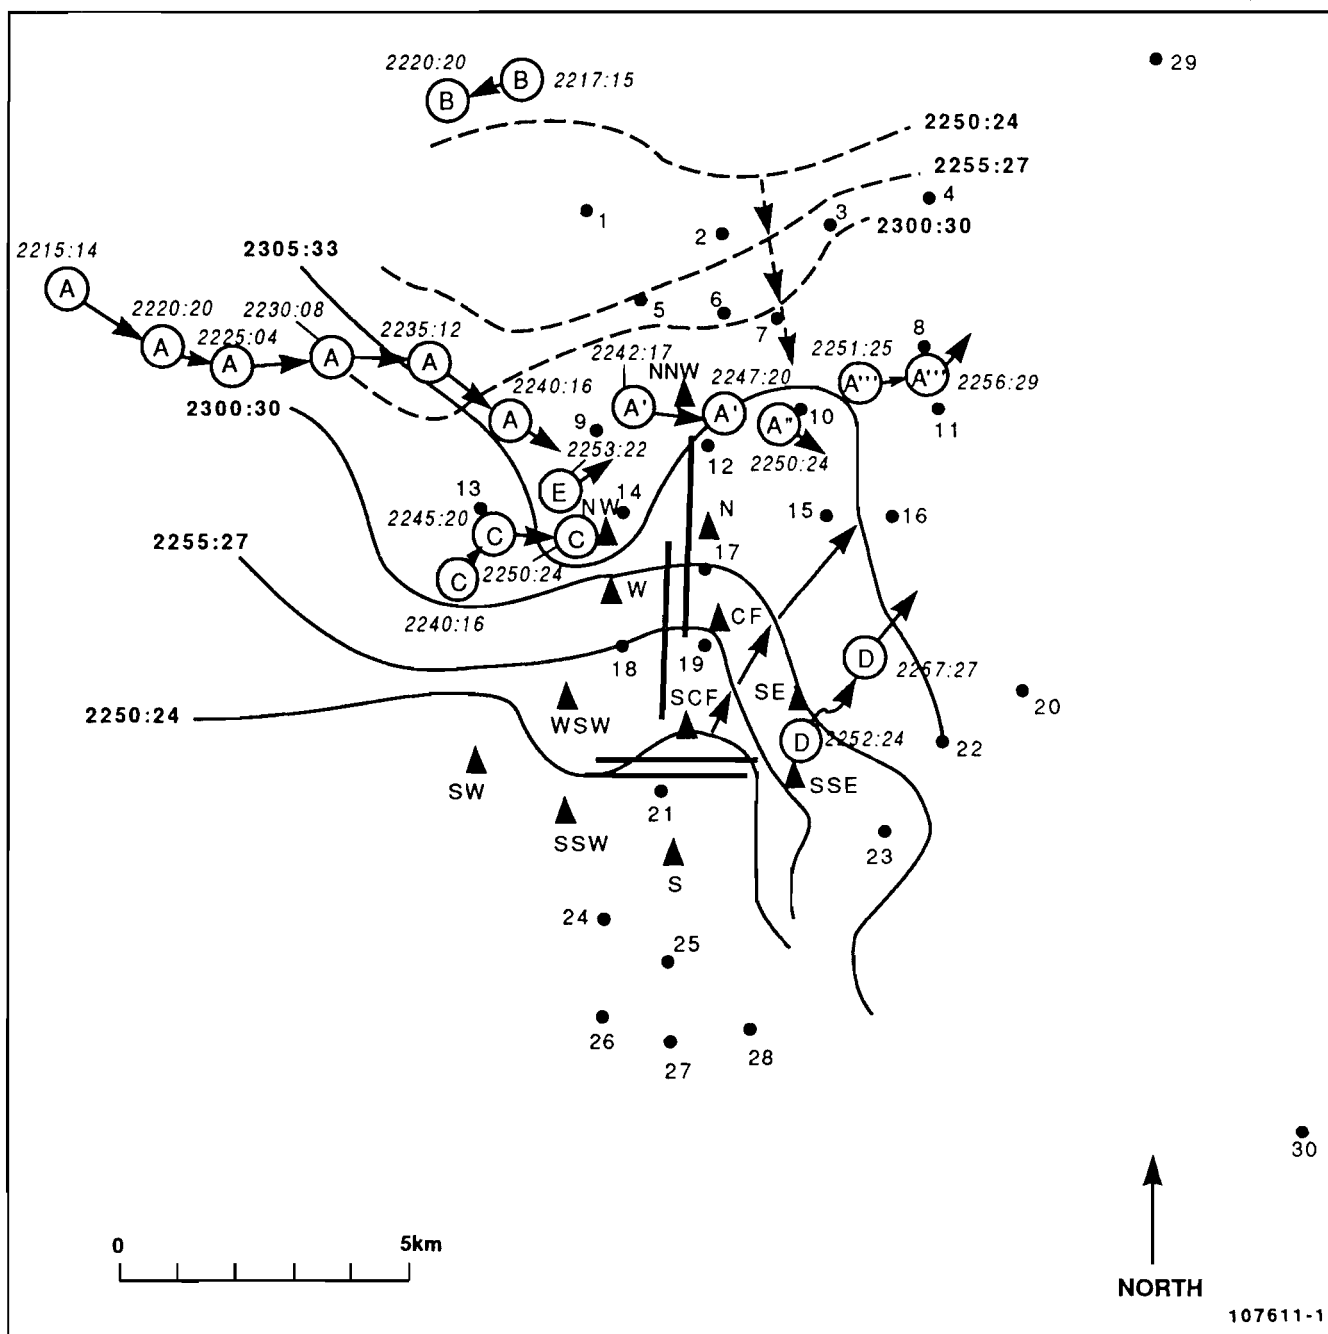 2220:20
B
B
2217:15
29
2250:24
2255:27
1
2
3
4
2300:30
2215:14
2305:33
A
2220:20
2230:08
2235:12
5
6
7
A
2225:04
A
A
A
2242:17
NNW
2251:25
8
2240:16
2247:20
A'''
A'''
2256:29
2300:30
A
A'
A'
A"
10
11
9
2253:22
12
2250:24
E
13
NW
14
N
15
16
2245:20
C
C
2255:27
2250:24
17
C
W
2240:16
CF
18
19
D
2257:27
SCF
SE
20
2250:24
WSW
D
2252:24
22
SW
SSE
21
SSW
23
S
24
25
26
27
28
30
0
5km
NORTH
107611-1